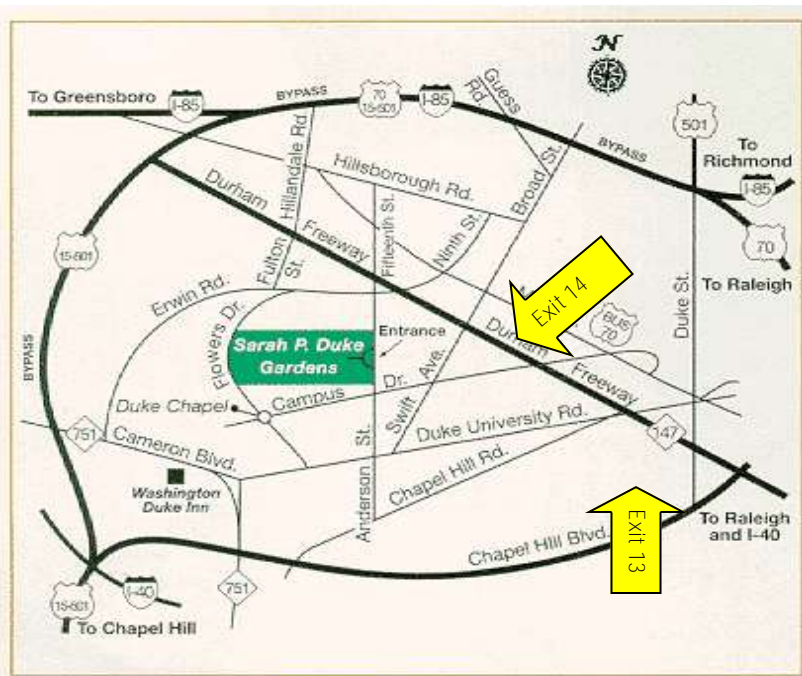 N
To Greensboro
I-85
BYPASS
70
15-501
I-85
Guess
Rd.
BYPASS
501
To
Richmond
I-85
70
To Raleigh
Hillandale Rd
Hillsborough Rd.
Broad St.
Durham
Freeway
Fifteenth St.
Ninth St.
Fulton
St.
15-501
Erwin Rd.
Exit 14
BUS
70
Duke St.
Flowers Dr.
Sarah P. Duke
Gardens
Entrance
Durham
Freeway
BYPASS
Duke Chapel
Campus
Dr.
Swift
Ave.
Duke University Rd.
147
751
Cameron Blvd.
Anderson
St.
Chapel Hill Rd.
Washington
Duke Inn
Exit 13
To Raleigh
and I-40
Chapel Hill Blvd.
751
I-40
15-501
To Chapel Hill